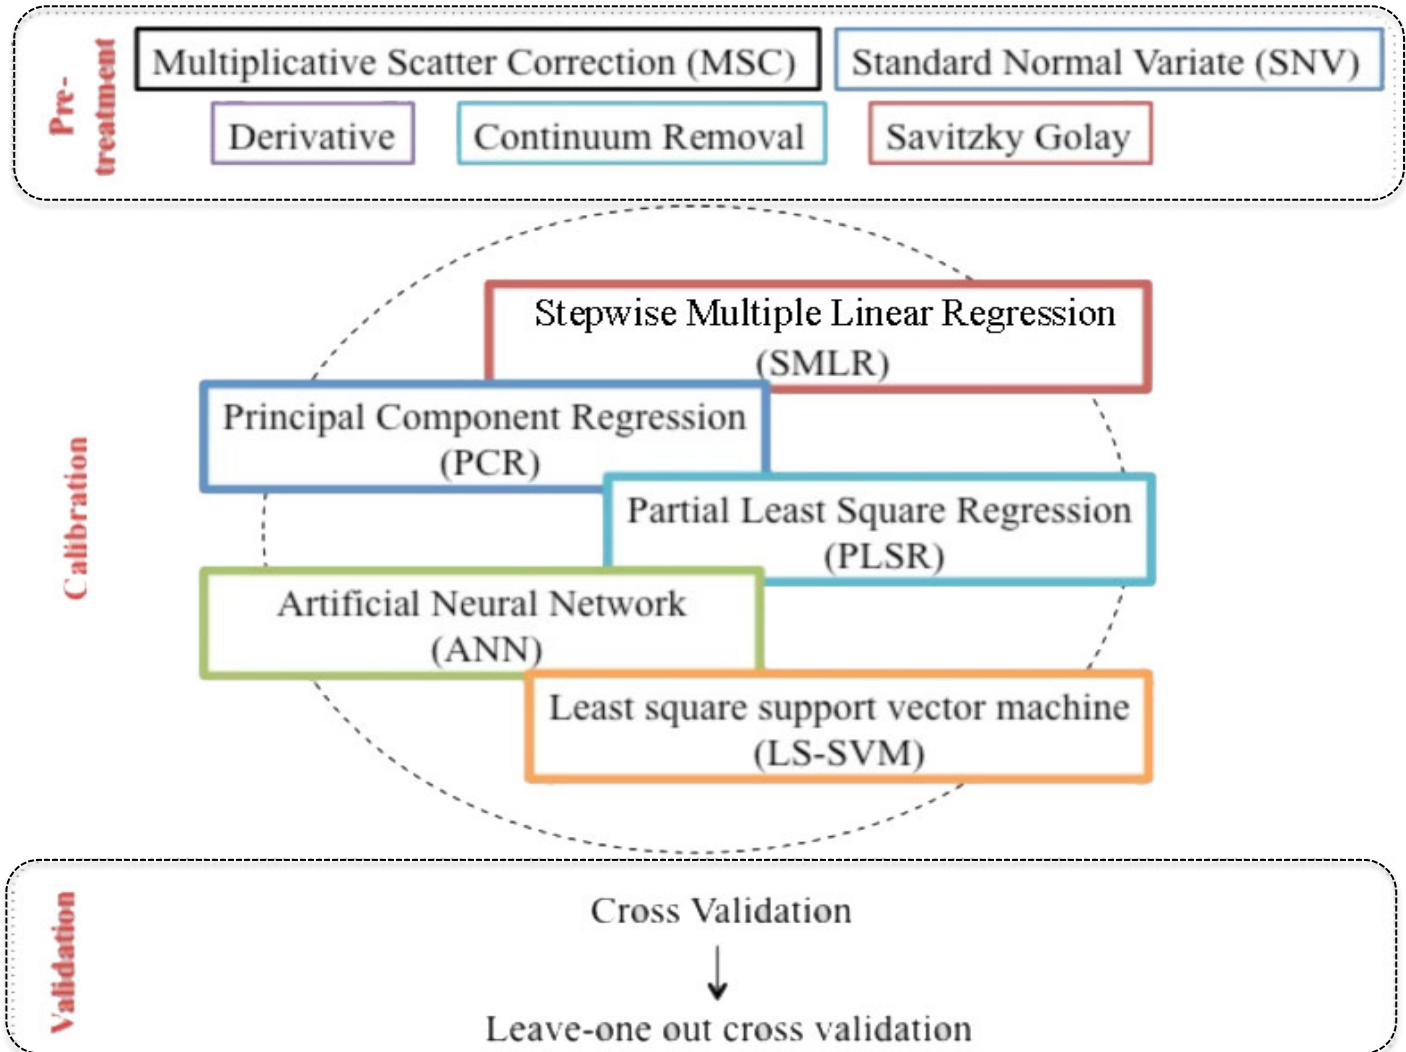 Pre-
treatment
Multiplicative Scatter Correction (MSC)
Standard Normal Variate (SNV)
Derivative
Continuum Removal
Savitzky Golay
Calibration
Stepwise Multiple Linear Regression
(SMLR)
Principal Component Regression
(PCR)
Partial Least Square Regression
(PLSR)
Artificial Neural Network
(ANN)
Least square support vector machine
(LS-SVM)
Validation
Cross Validation
Leave-one out cross validation